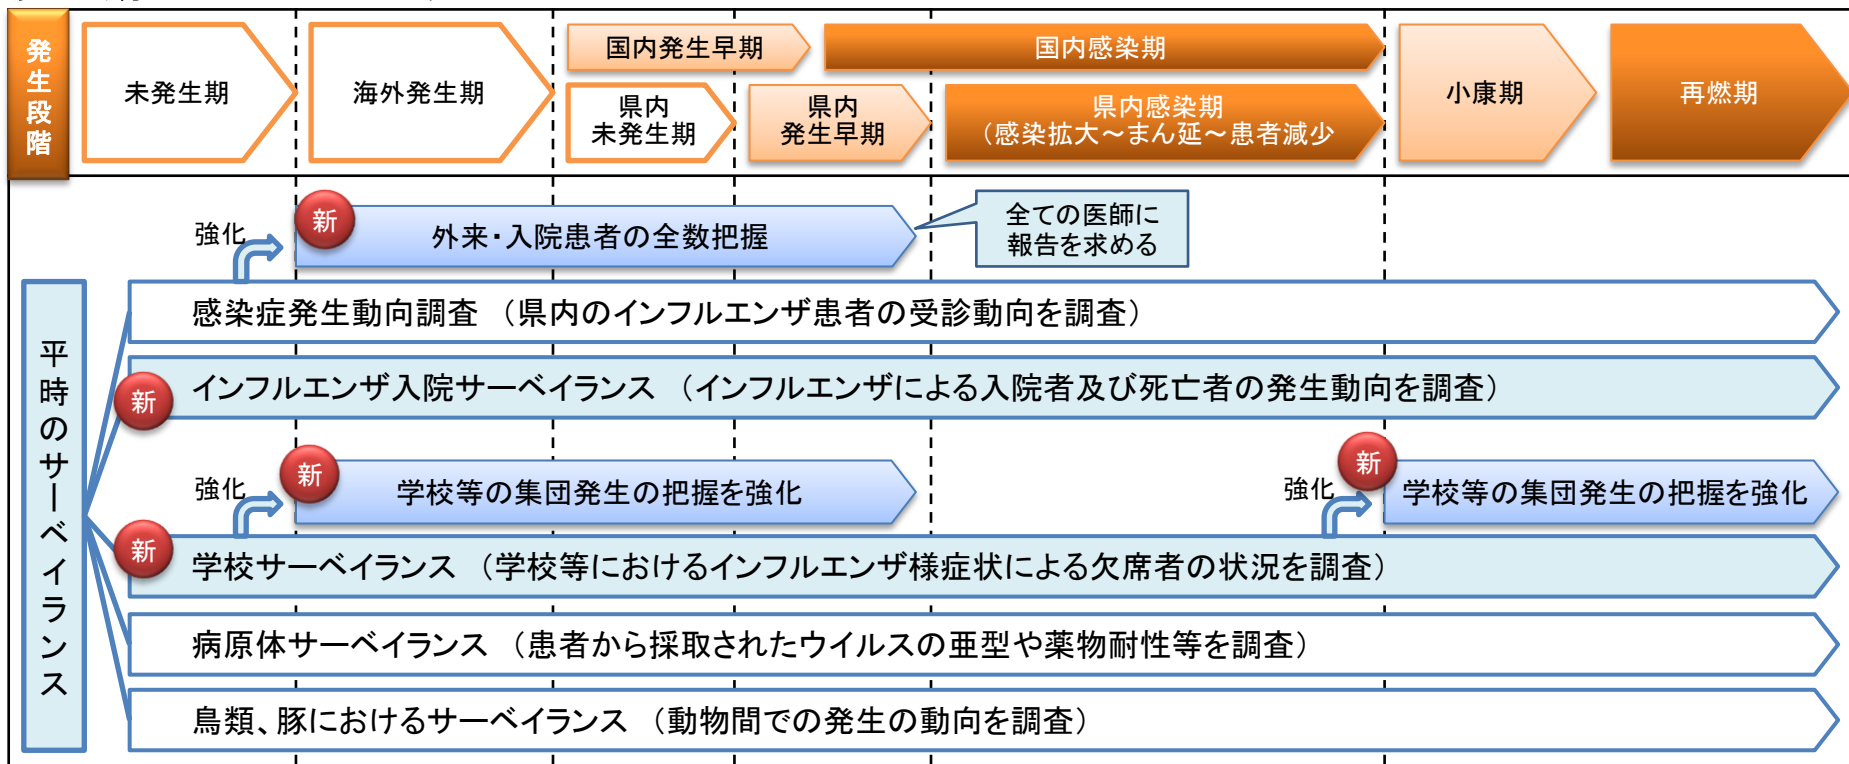 発生段階
未発生期
海外発生期
国内発生早期
国内感染期
県内
未発生期
県内
発生早期
県内感染期
(感染拡大～まん延～患者減少
小康期
再燃期
強化
新
外来・入院患者の全数把握
全ての医師に
報告を求める
平時のサーベイランス
感染症発生動向調査 (県内のインフルエンザ患者の受診動向を調査)
新
インフルエンザ入院サーベイランス (インフルエンザによる入院者及び死亡者の発生動向を調査)
強化
新
学校等の集団発生の把握を強化
強化
新
学校等の集団発生の把握を強化
新
学校サーベイランス (学校等におけるインフルエンザ様症状による欠席者の状況を調査)
病原体サーベイランス (患者から採取されたウイルスの亜型や薬物耐性等を調査)
鳥類、豚におけるサーベイランス (動物間での発生の動向を調査)